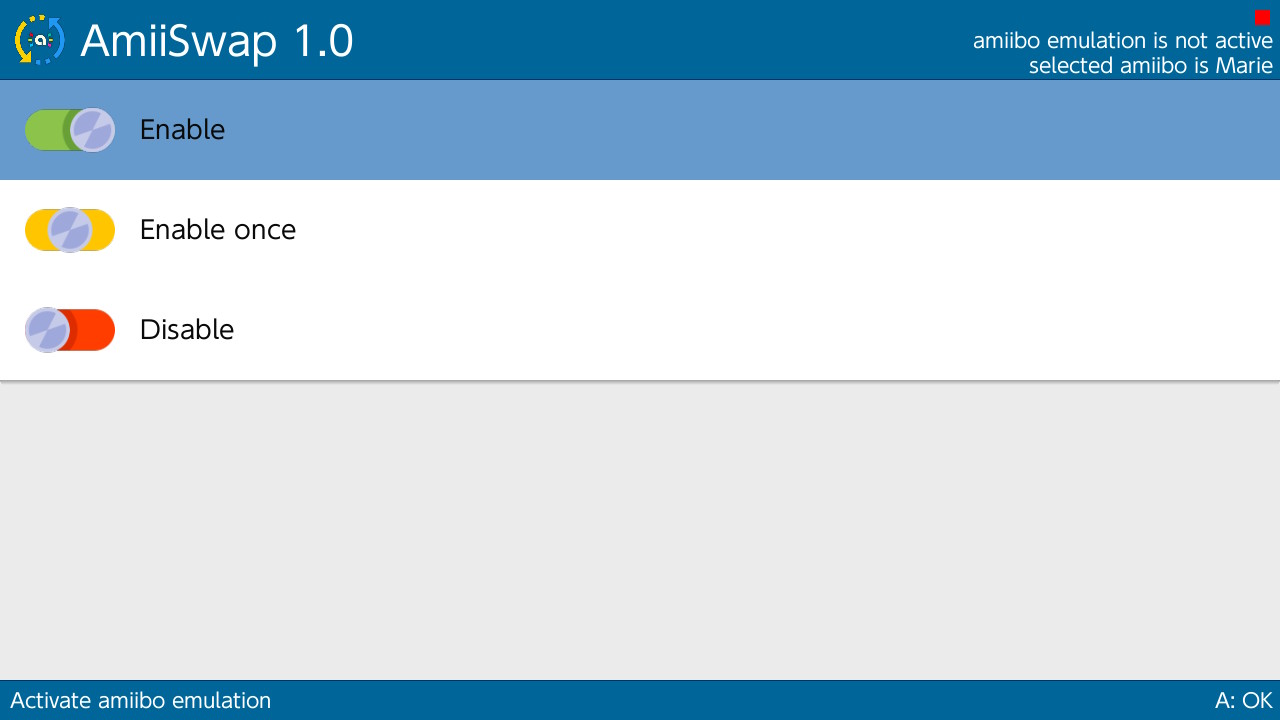 AmiiSwap 1.0
amiibo emulation is not active
selected amiibo is Marie
Enable
Enable once
Disable
Activate amiibo emulation
A: OK